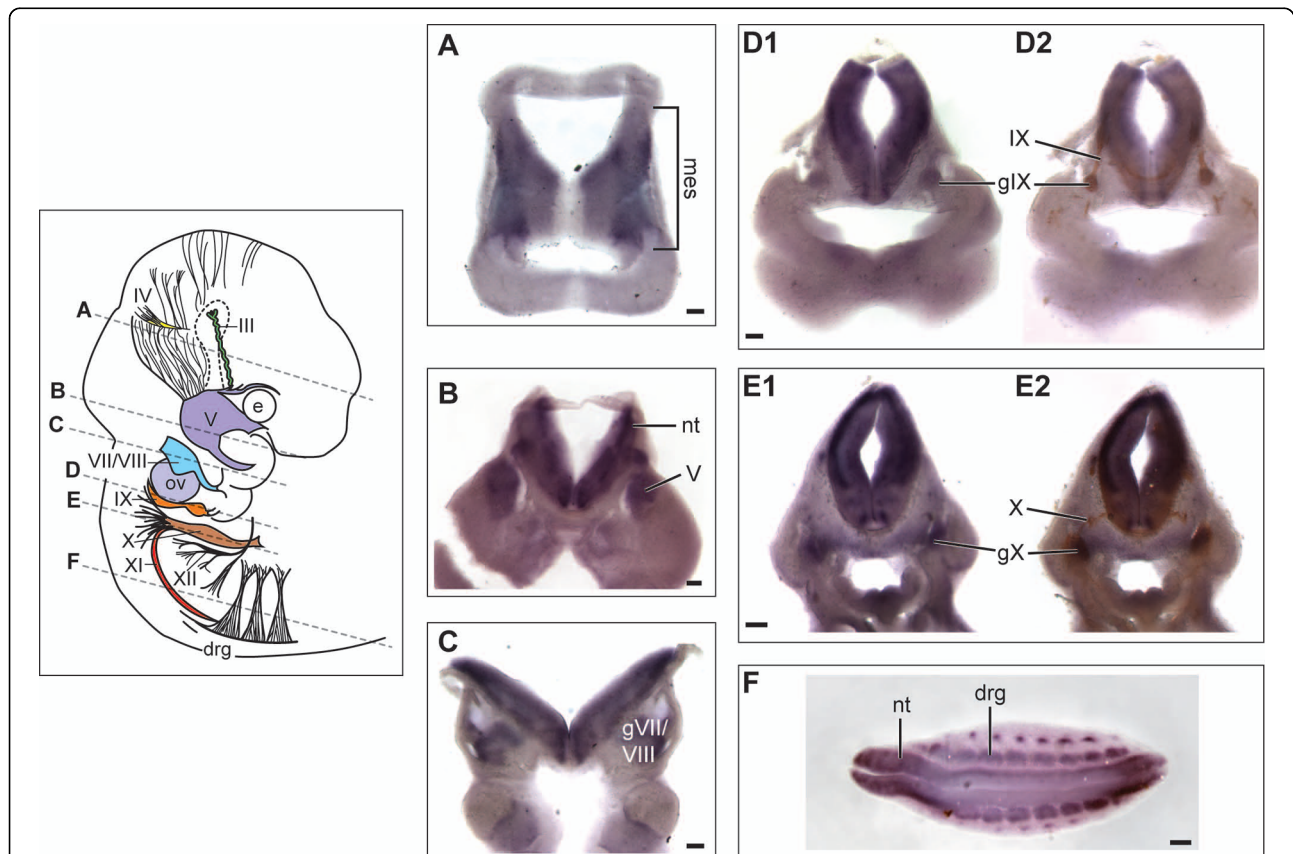 IV
A
III
B
V
e
C
VII/VIII
D
ov
IX
E
X
XI
XII
F
drg
A
mes
B
nt
V
C
gVII/
VIII
D1
D2
IX
gIX
E1
E2
X
gX
F
nt
drg